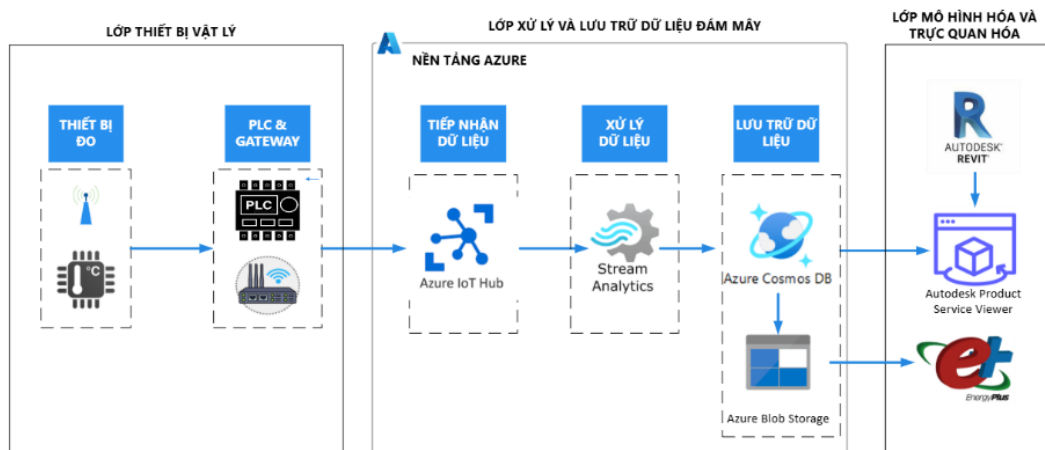 LỚP THIẾT BỊ VẬT LÝ
LỚP XỬ LÝ VÀ LƯU TRỮ DỮ LIỆU ĐÁM MÂY
LỚP MÔ HÌNH HÓA VÀ
TRỰC QUAN HÓA
NỀN TẢNG AZURE
THIẾT BỊ
ĐO
PLC &
GATEWAY
TIẾP NHẬN
DỮ LIỆU
XỬ LÝ
DỮ LIỆU
LƯU TRỮ DỮ
LIỆU
AUTODESK®
REVIT®
PLC
°C
Azure IoT Hub
Stream
Analytics
Azure Cosmos DB
Autodesk Product
Service Viewer
e+
EnergyPlus
Azure Blob Storage